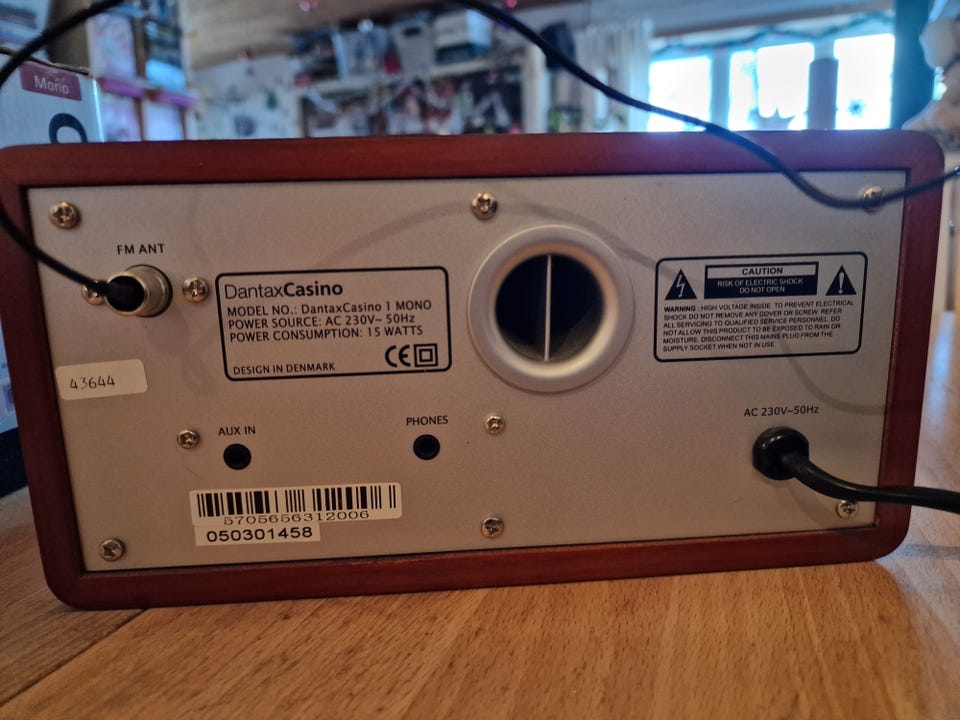 Mono
FM ANT
DantaxCasino
MODEL NO.: DantaxCasino 1 MONO
POWER SOURCE: AC 230V~ 50Hz
POWER CONSUMPTION: 15 WATTS
DESIGN IN DENMARK
CE
CAUTION
RISK OF ELECTRIC SHOCK
DO NOT OPEN
WARNING : HIGH VOLTAGE INSIDE. TO PREVENT ELECTRICAL
SHOCK DO NOT REMOVE ANY GOVER OR SCREW. REFER
ALL SERVICING TO QUALIFIED SERVICE PERSONNEL. DO
NOT ALLOW THIS PRODUCT TO BE EXPOSED TO RAIN OR
MOISTURE. DISCONNECT THIS MAINS PLUG FROM THE
SUPPLY SOCKET WHEN NOT IN USE.
43644
AUX IN
PHONES
AC 230V~50Hz
5705656312006
050301458